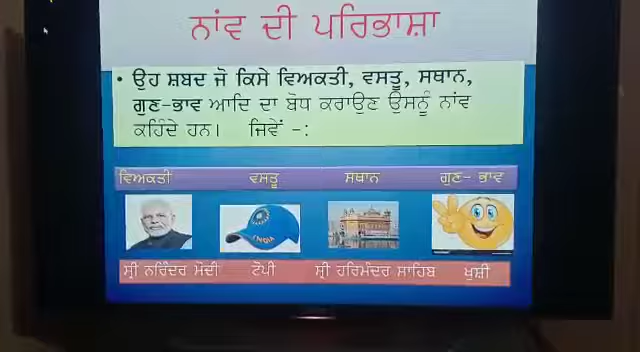 ਨਾਂਵ ਦੀ ਪਰਿਭਾਸ਼ਾ
• ਉਹ ਸ਼ਬਦ ਜੋ ਕਿਸੇ ਵਿਅਕਤੀ, ਵਸਤੂ, ਸਥਾਨ,
ਗੁਣ-ਭਾਵ ਆਦਿ ਦਾ ਬੋਧ ਕਰਾਉਣ ਉਸਨੂੰ ਨਾਂਵ
ਕਹਿੰਦੇ ਹਨ। ਜਿਵੇਂ -:
ਵਿਅਕਤੀ ਵਸਤੂ ਸਥਾਨ ਗੁਣ- ਭਾਵ
INDIA
ਸ੍ਰੀ ਨਰਿੰਦਰ ਮੋਦੀ ਟੋਪੀ ਸ਼੍ਰੀ ਹਰਿਮੰਦਰ ਸਾਹਿਬ ਖੁਸ਼ੀ